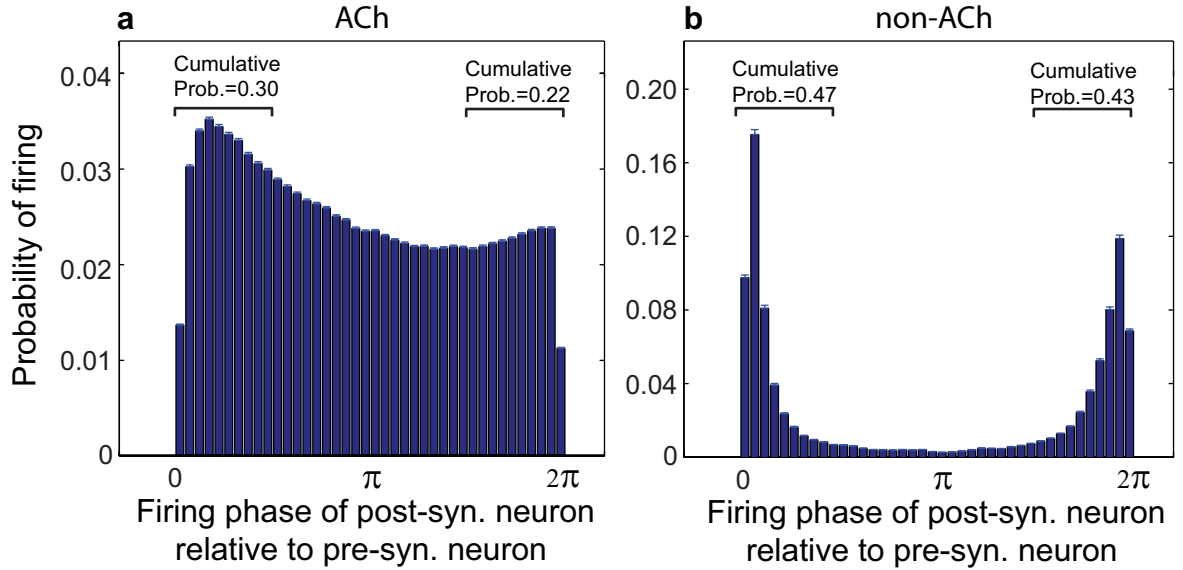 a
ACh
Cumulative
Prob.=0.30
Cumulative
Prob.=0.22
0.04
0.03
0.02
0.01
0
Probability of firing
0
π
2π
Firing phase of post-syn. neuron
relative to pre-syn. neuron
b
non-ACh
Cumulative
Prob.=0.47
Cumulative
Prob.=0.43
0.20
0.16
0.12
0.08
0.04
0
0
π
2π
Firing phase of post-syn. neuron
relative to pre-syn. neuron